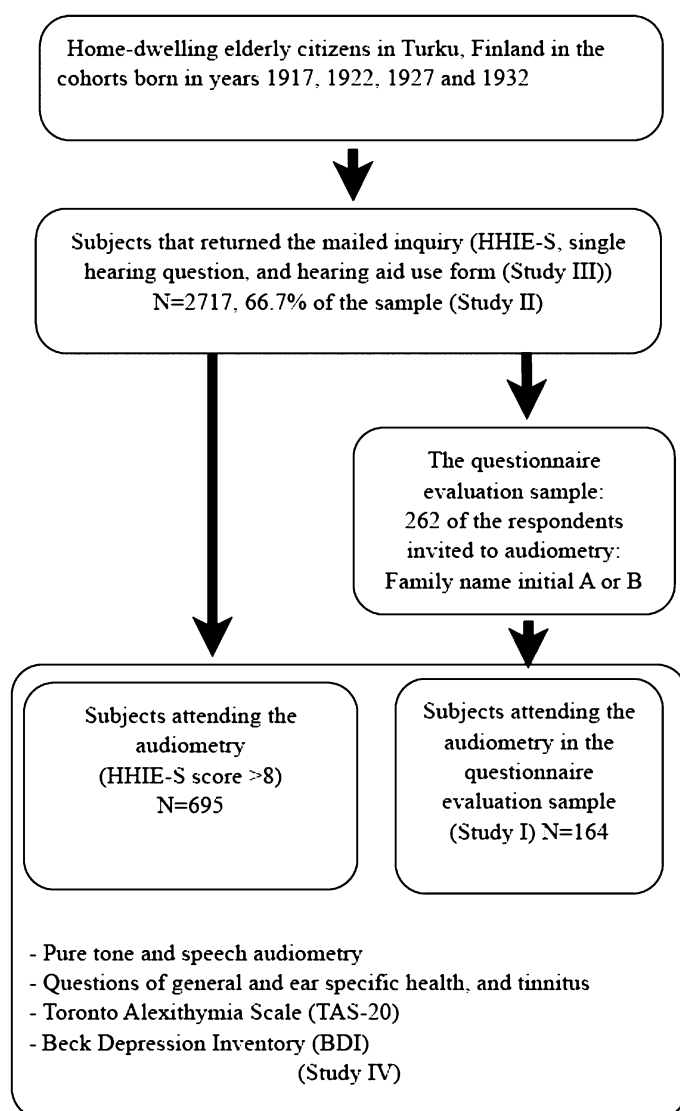 Home-dwelling elderly citizens in Turku, Finland in the
cohorts born in years 1917, 1922, 1927 and 1932
Subjects that returned the mailed inquiry (HHIE-S, single
hearing question, and hearing aid use form (Study III))
N=2717, 66.7% of the sample (Study II)
The questionnaire
evaluation sample:
262 of the respondents
invited to audiometry:
Family name initial A or B
Subjects attending the
audiometry
(HHIE-S score >8)
N=695
Subjects attending the
audiometry in the
questionnaire
evaluation sample
(Study I) N=164
- Pure tone and speech audiometry
- Questions of general and ear specific health, and tinnitus
- Toronto Alexithymia Scale (TAS-20)
- Beck Depression Inventory (BDI)
(Study IV)